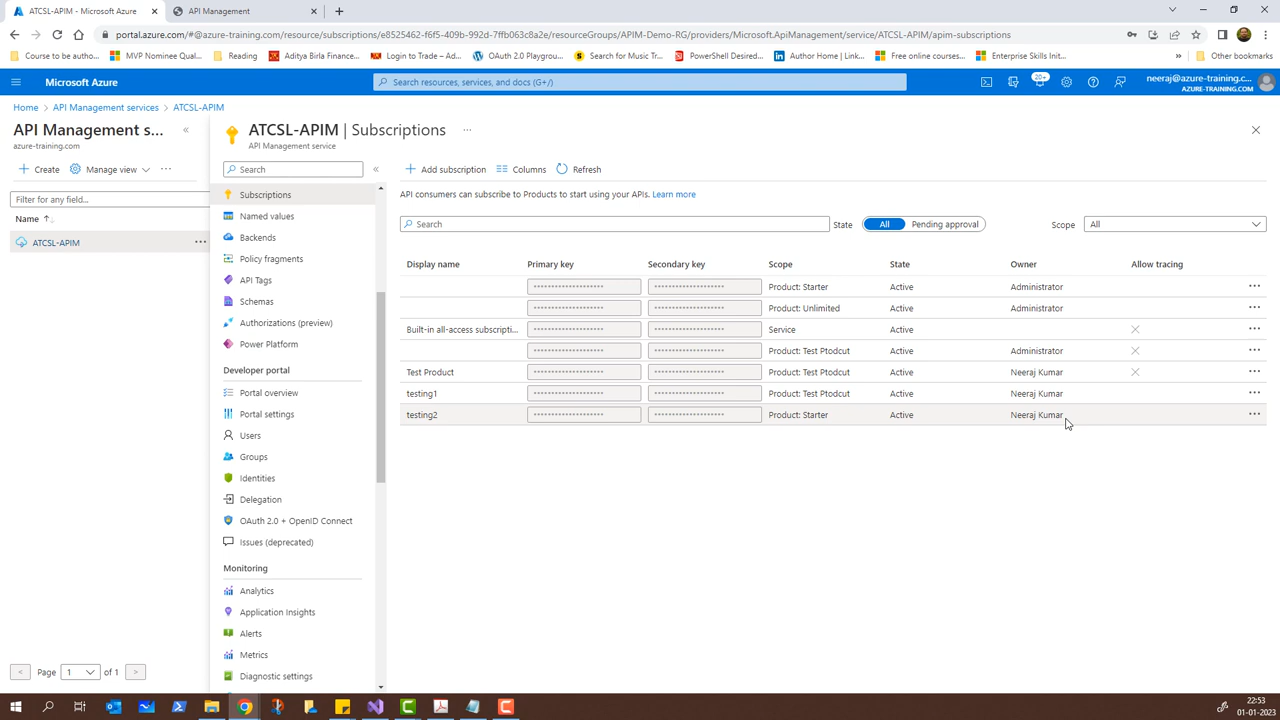 ATCSL-APIM - Microsoft Azure
API Management
portal.azure.com/#@azure-training.com/resource/subscriptions/e8525462-f6f5-409b-992d-7ffb063c8a2e/resourceGroups/APIM-Demo-RG/providers/Microsoft.ApiManagement/service/ATCSL-APIM/apim-subscriptions
Course to be author...
MVP Nominee Qual...
Reading
Aditya Birla Financ...
Login to Trade – Ad...
OAuth 2.0 Playgrou...
Search for Music Tr...
PowerShell Desired...
Author Home | Link...
Free online courses...
Enterprise Skills Init...
»
Other bookmarks
Microsoft Azure
Search resources, services, and docs (G+/)
20+
neeraj@azure-training.c...
AZURE-TRAINING.COM
Home
API Management services
ATCSL-APIM
API Management s...
«
azure-training.com
+ Create
Manage view
...
Filter for any field...
Name ↑
ATCSL-APIM
...
Page 1 of 1
ATCSL-APIM | Subscriptions
...
API Management service
Search
«
Subscriptions
Named values
Backends
Policy fragments
API Tags
Schemas
Authorizations (preview)
Power Platform
Developer portal
Portal overview
Portal settings
Users
Groups
Identities
Delegation
OAuth 2.0 + OpenID Connect
Issues (deprecated)
Monitoring
Analytics
Application Insights
Alerts
Metrics
Diagnostic settings
+ Add subscription
Columns
Refresh
API consumers can subscribe to Products to start using your APIs. Learn more
Search
State
All
Pending approval
Scope
All
Display name Primary key Secondary key Scope State Owner Allow tracing
Product: Starter Active Administrator
Product: Unlimited Active Administrator
Built-in all-access subscripti... Service Active
Product: Test Ptodcut Active Administrator
Test Product Product: Test Ptodcut Active Neeraj Kumar
testing1 Product: Test Ptodcut Active Neeraj Kumar
testing2 Product: Starter Active Neeraj Kumar
22:53
01-01-2023